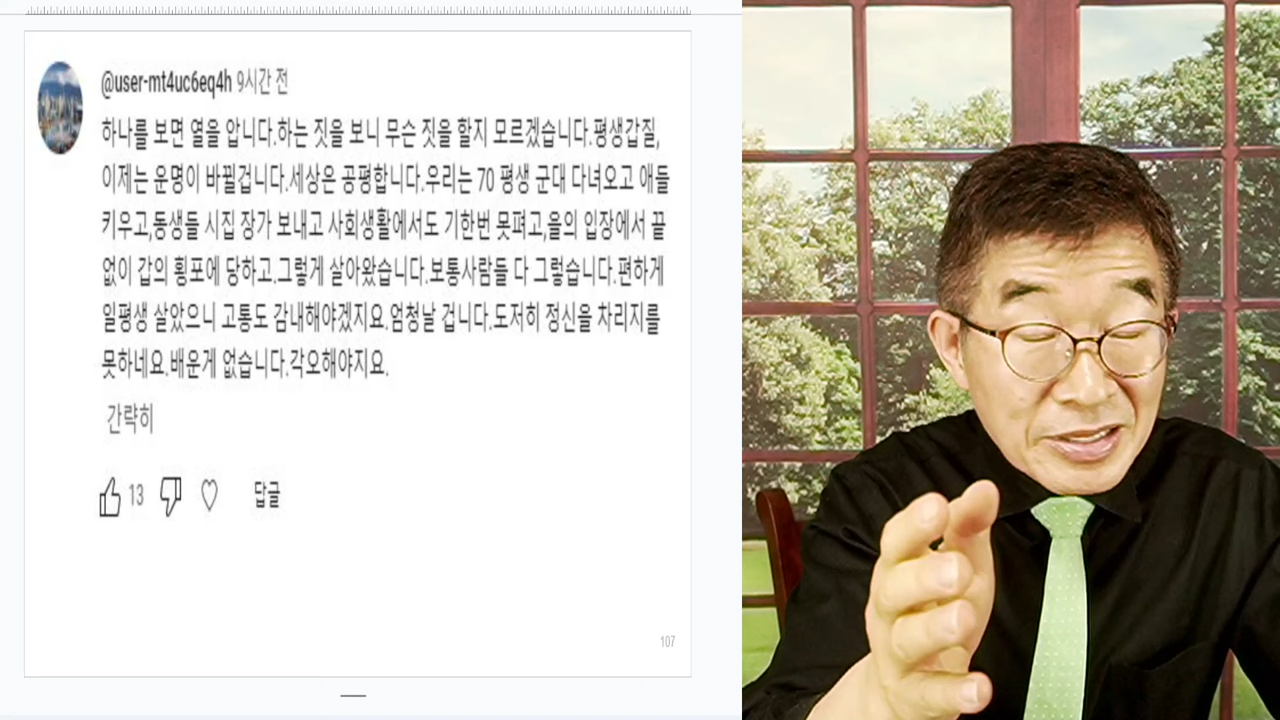 @user-mt4uc6eq4h 9시간 전
하나를 보면 열을 압니다.하는 짓을 보니 무슨 짓을 할지 모르겠습니다.평생갑질,
이제는 운명이 바뀔겁니다.세상은 공평합니다.우리는 70 평생 군대 다녀오고 애들
키우고,동생들 시집 장가 보내고 사회생활에서도 기한번 못펴고,을의 입장에서 끝
없이 갑의 횡포에 당하고.그렇게 살아왔습니다.보통사람들 다 그렇습니다.편하게
일평생 살았으니 고통도 감내해야겠지요.엄청날 겁니다.도저히 정신을 차리지를
못하네요.배운게 없습니다.각오해야지요.
간략히
13 답글
107